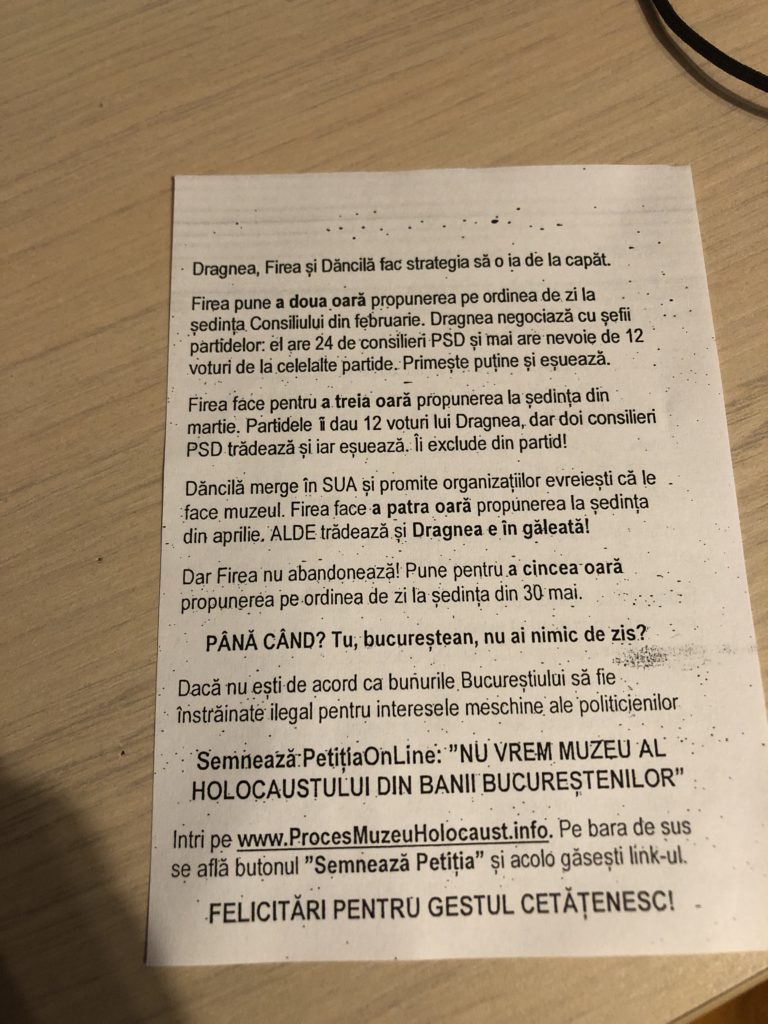 Dragnea, Firea și Dăncilă fac strategia să o ia de la capăt.
Firea pune a doua oară propunerea pe ordinea de zi la
ședința Consiliului din februarie. Dragnea negociază cu șefii
partidelor: el are 24 de consilieri PSD și mai are nevoie de 12
voturi de la celelalte partide. Primește puține și eșuează.
Firea face pentru a treia oară propunerea la ședința din
martie. Partidele îi dau 12 voturi lui Dragnea, dar doi consilieri
PSD trădează și iar eșuează. Îi exclude din partid!
Dăncilă merge în SUA și promite organizațiilor evreiești că le
face muzeul. Firea face a patra oară propunerea la ședința
din aprilie. ALDE trădează și Dragnea e în găleată!
Dar Firea nu abandonează! Pune pentru a cincea oară
propunerea pe ordinea de zi la ședința din 30 mai.
PÂNĂ CÂND? Tu, bucureștean, nu ai nimic de zis?
Dacă nu ești de acord ca bunurile Bucureștiului să fie
înstrăinate ilegal pentru interesele meschine ale politicienilor
Semnează PetițiaOnLine: ”NU VREM MUZEU AL
HOLOCAUSTULUI DIN BANII BUCUREȘTENILOR”
Intri pe www.ProcesMuzeuHolocaust.info. Pe bara de sus
se află butonul ”Semnează Petiția” și acolo găsești link-ul.
FELICITĂRI PENTRU GESTUL CETĂȚENESC!